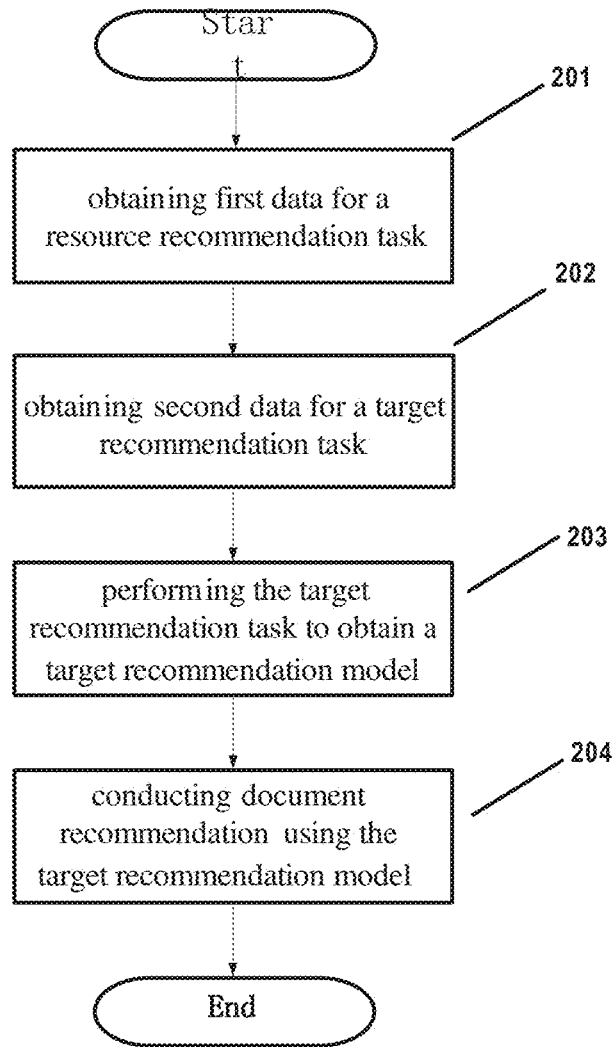 Star
t
201
obtaining first data for a
resource recommendation task
202
obtaining second data for a target
recommendation task
203
performing the target
recommendation task to obtain a
target recommendation model
204
conducting document
recommendation using the
target recommendation model
End